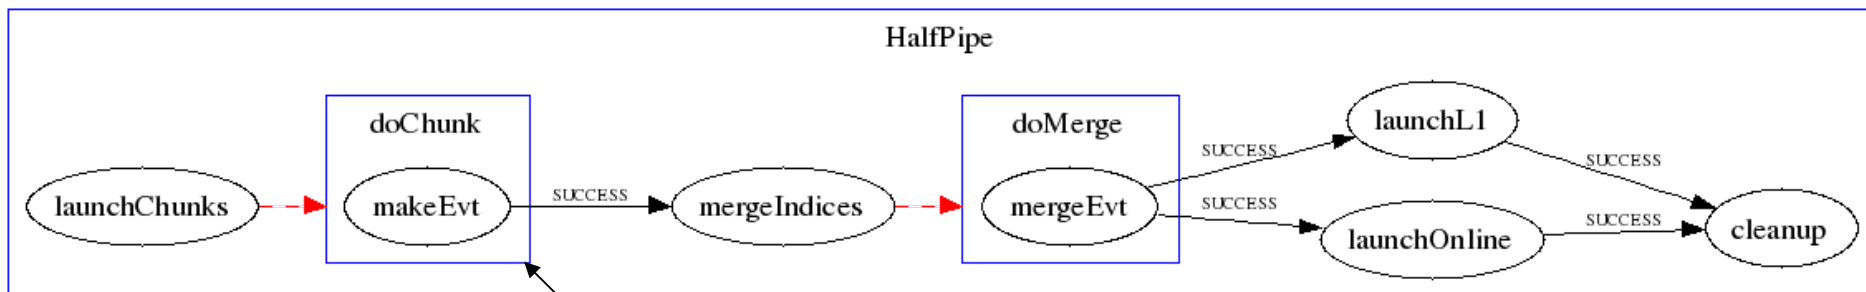 HalfPipe
doChunk
doMerge
launchChunks
makeEvt
SUCCESS
mergeIndices
mergeEvt
SUCCESS
SUCCESS
launchL1
launchOnline
SUCCESS
SUCCESS
cleanup